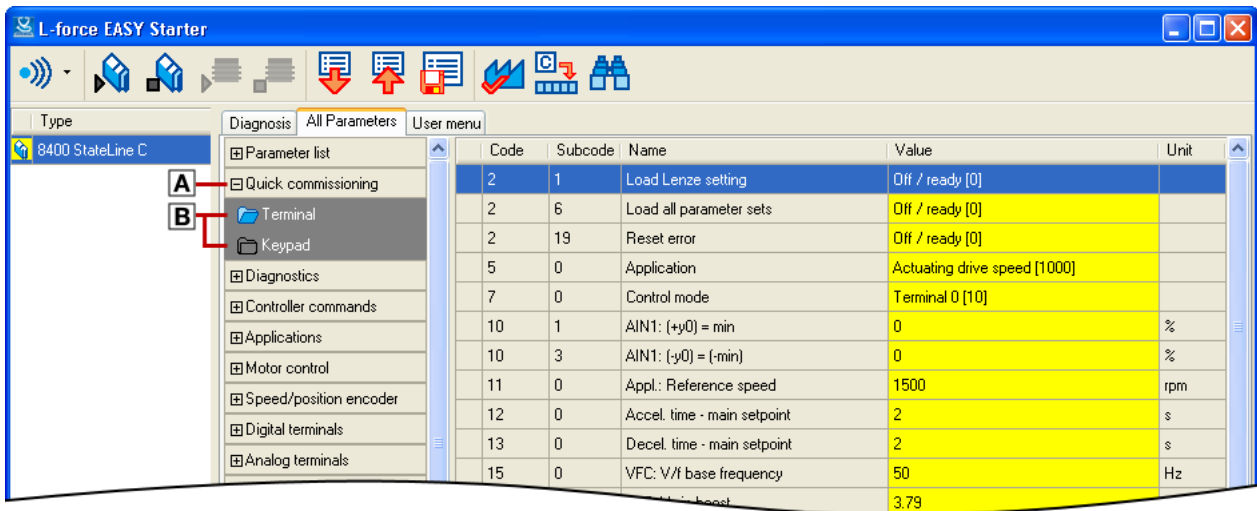 L-force EASY Starter
C
Type
Diagnosis All Parameters User menu
8400 StateLine C
Parameter list
A
Quick commissioning
B
Terminal
Keypad
Diagnostics
Controller commands
Applications
Motor control
Speed/position encoder
Digital terminals
Analog terminals
Code Subcode Name Value Unit
2 1 Load Lenze setting Off / ready [0]
2 6 Load all parameter sets Off / ready [0]
2 19 Reset error Off / ready [0]
5 0 Application Actuating drive speed [1000]
7 0 Control mode Terminal 0 [10]
10 1 AIN1: (+y0) = min 0 %
10 3 AIN1: (-y0) = (-min) 0 %
11 0 Appl.: Reference speed 1500 rpm
12 0 Accel. time - main setpoint 2 s
13 0 Decel. time - main setpoint 2 s
15 0 VFC: V/f base frequency 50 Hz
boost 3.79